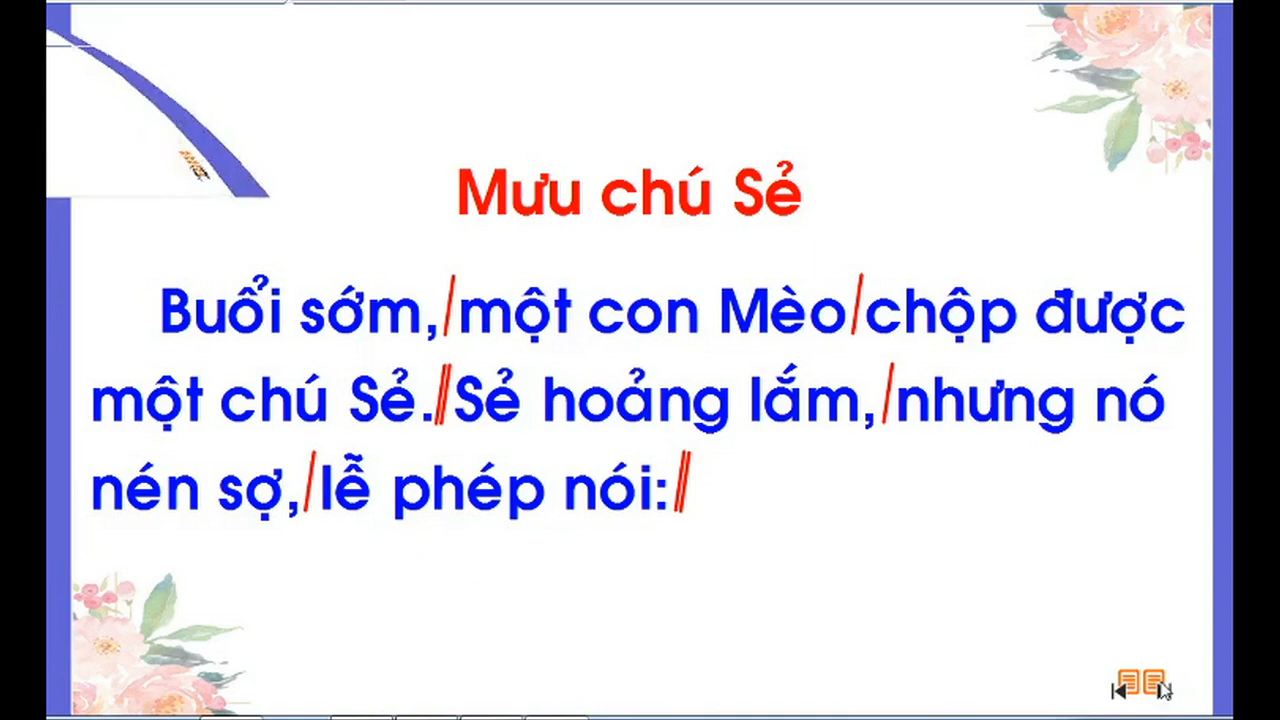 Mưu chú Sẻ
Buổi sớm,/một con Mèo/chộp được
một chú Sẻ.//Sẻ hoảng lắm,/nhưng nó
nén sợ,/lễ phép nói://